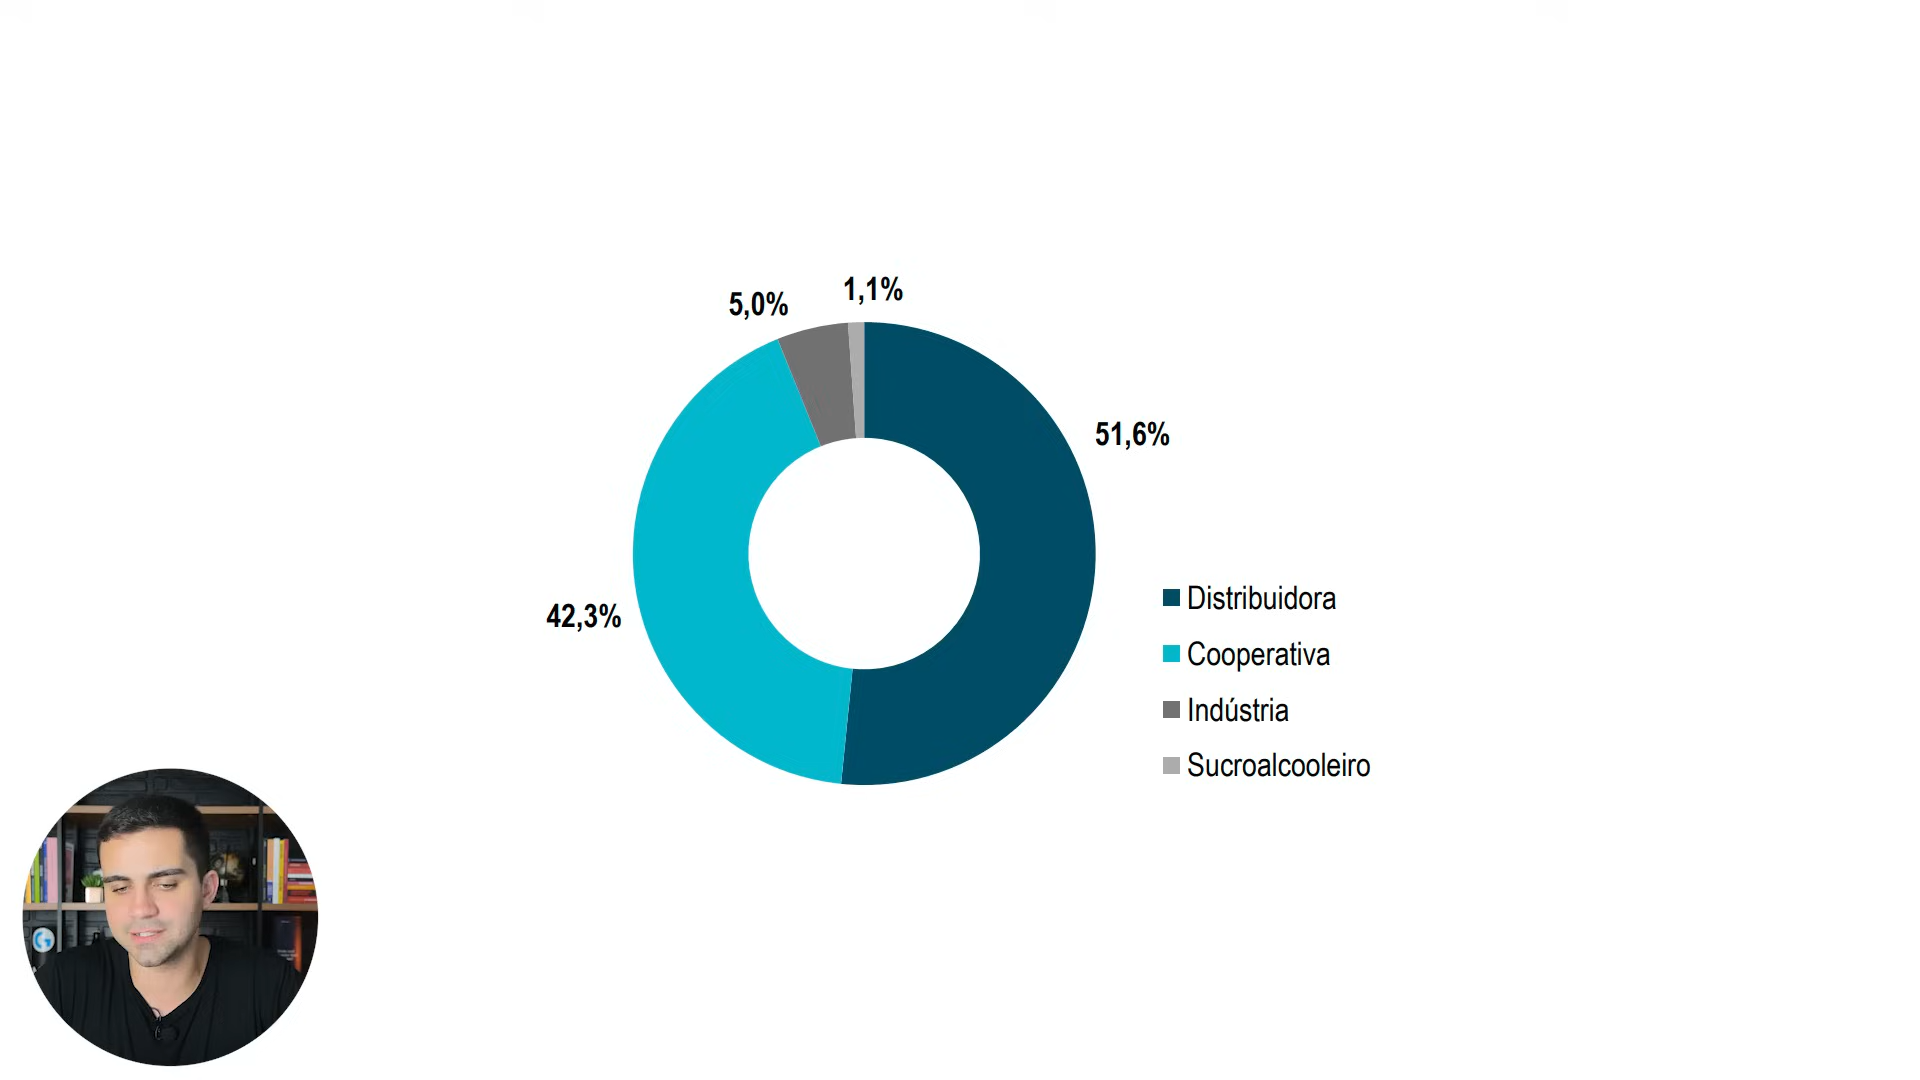 1,1%
5,0%
51,6%
42,3%
Distribuidora
Cooperativa
Indústria
Sucroalcooleiro